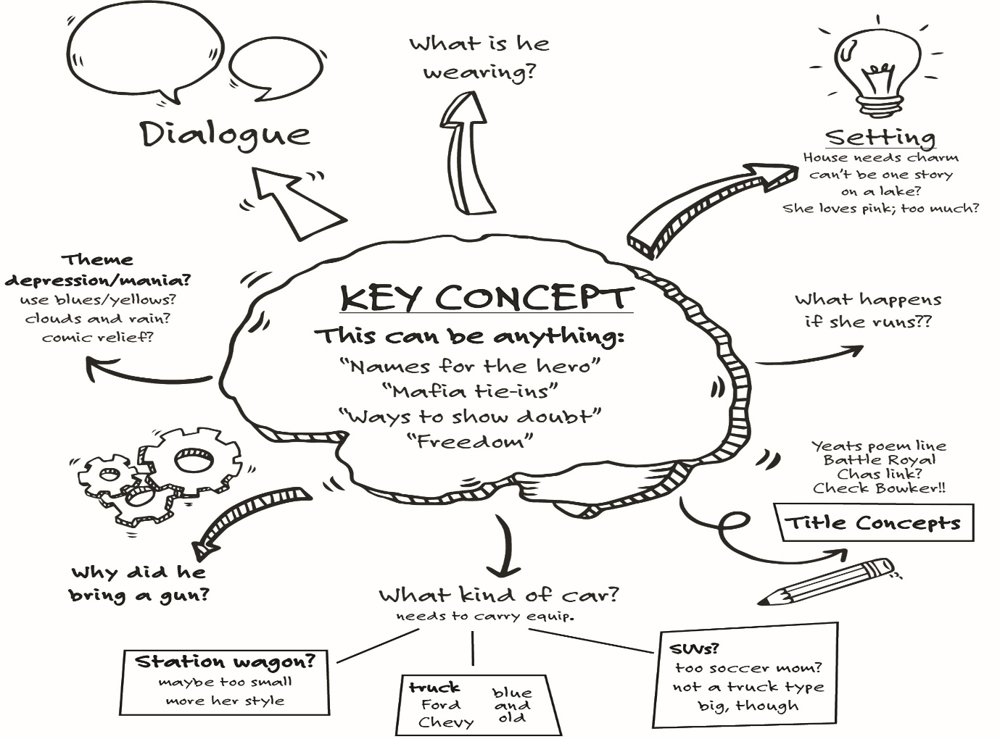 What is he
wearing?
Dialogue
Setting
House needs charm
can't be one story
on a lake?
She loves pink; too much?
Theme
depression/mania?
use blues/yellows?
clouds and rain?
comic relief?
KEY CONCEPT
This can be anything:
"Names for the hero"
"Mafia tie-ins"
"Ways to show doubt"
"Freedom"
What happens
if she runs??
Yeats poem line
Battle Royal
Chas link?
Check Bowker!!
Title Concepts
Why did he
bring a gun?
What kind of car?
needs to carry equip.
Station wagon?
maybe too small
more her style
truck
Ford
Chevy
blue
and
old
SUVs?
too soccer mom?
not a truck type
big, though